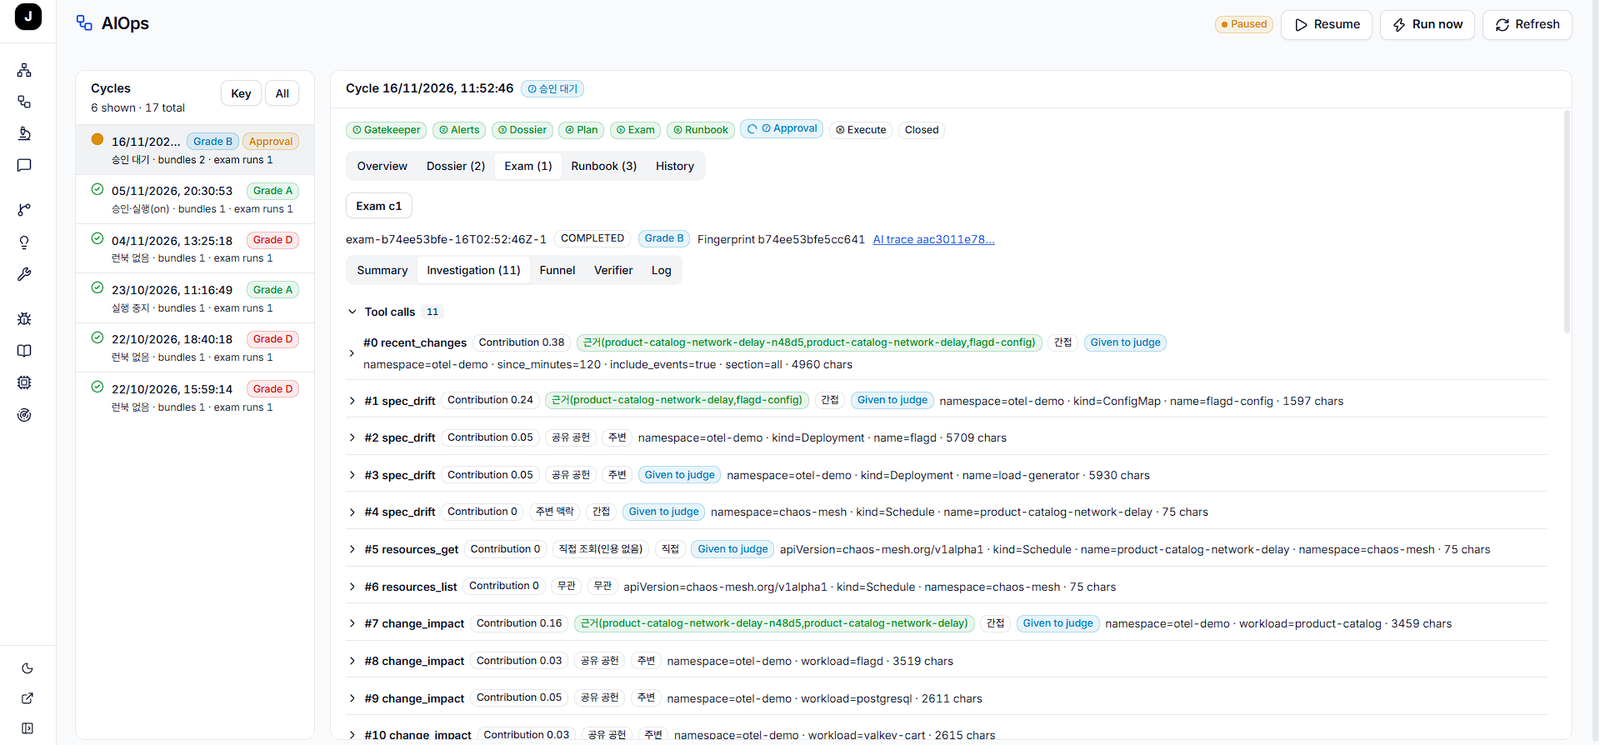 J
AIOps
Paused
Resume
Run now
Refresh
Cycles
6 shown · 17 total
Key
All
16/11/202... Grade B Approval
승인 대기 · bundles 2 · exam runs 1
05/11/2026, 20:30:53 Grade A
승인·실행(on) · bundles 1 · exam runs 1
04/11/2026, 13:25:18 Grade D
런북 없음 · bundles 1 · exam runs 1
23/10/2026, 11:16:49 Grade A
실행 중지 · bundles 1 · exam runs 1
22/10/2026, 18:40:18 Grade D
런북 없음 · bundles 1 · exam runs 1
22/10/2026, 15:59:14 Grade D
런북 없음 · bundles 1 · exam runs 1
Cycle 16/11/2026, 11:52:46 ⑦ 승인 대기
① Gatekeeper ② Alerts ③ Dossier ④ Plan ⑤ Exam ⑥ Runbook ⑦ Approval ⑧ Execute Closed
Overview Dossier (2) Exam (1) Runbook (3) History
Exam c1
exam-b74ee53bfe-16T02:52:46Z-1 COMPLETED Grade B Fingerprint b74ee53bfe5cc641 AI trace aac3011e78...
Summary Investigation (11) Funnel Verifier Log
Tool calls 11
#0 recent_changes Contribution 0.38 근거(product-catalog-network-delay-n48d5,product-catalog-network-delay,flagd-config) 간접 Given to judge
namespace=otel-demo · since_minutes=120 · include_events=true · section=all · 4960 chars
#1 spec_drift Contribution 0.24 근거(product-catalog-network-delay,flagd-config) 간접 Given to judge namespace=otel-demo · kind=ConfigMap · name=flagd-config · 1597 chars
#2 spec_drift Contribution 0.05 공유 공헌 주변 namespace=otel-demo · kind=Deployment · name=flagd · 5709 chars
#3 spec_drift Contribution 0.05 공유 공헌 주변 Given to judge namespace=otel-demo · kind=Deployment · name=load-generator · 5930 chars
#4 spec_drift Contribution 0 주변 맥락 간접 Given to judge namespace=chaos-mesh · kind=Schedule · name=product-catalog-network-delay · 75 chars
#5 resources_get Contribution 0 직접 조회(인용 없음) 직접 Given to judge apiVersion=chaos-mesh.org/v1alpha1 · kind=Schedule · name=product-catalog-network-delay · namespace=chaos-mesh · 75 chars
#6 resources_list Contribution 0 무관 무관 apiVersion=chaos-mesh.org/v1alpha1 · kind=Schedule · namespace=chaos-mesh · 75 chars
#7 change_impact Contribution 0.16 근거(product-catalog-network-delay-n48d5,product-catalog-network-delay) 간접 Given to judge namespace=otel-demo · workload=product-catalog · 3459 chars
#8 change_impact Contribution 0.03 공유 공헌 주변 namespace=otel-demo · workload=flagd · 3519 chars
#9 change_impact Contribution 0.05 공유 공헌 주변 namespace=otel-demo · workload=postgresql · 2611 chars
#10 change_impact Contribution 0.03 공유 공헌 주변 namespace=otel-demo · workload=valkey-cart · 2615 chars